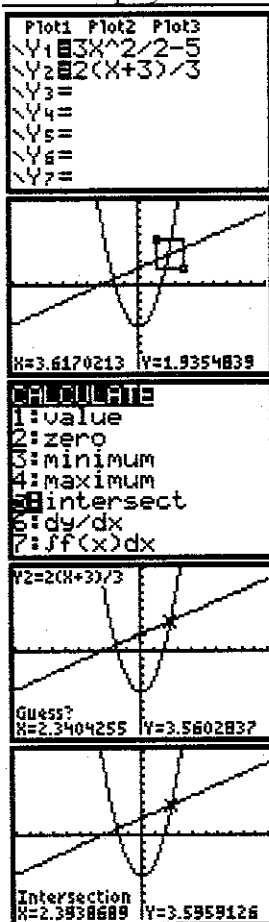 Plot1 Plot2 Plot3
\Y1=3X^2/2-5
\Y2=2(X+3)/3
\Y3=
\Y4=
\Y5=
\Y6=
\Y7=
X=3.6170213 Y=1.9354839
CALCULATE
1:value
2:zero
3:minimum
4:maximum
5:intersect
6:dy/dx
7:∫f(x)dx
Y2=2(X+3)/3
Guess?
X=2.3404255 Y=3.5602837
Intersection
X=2.3938689 Y=3.5959126